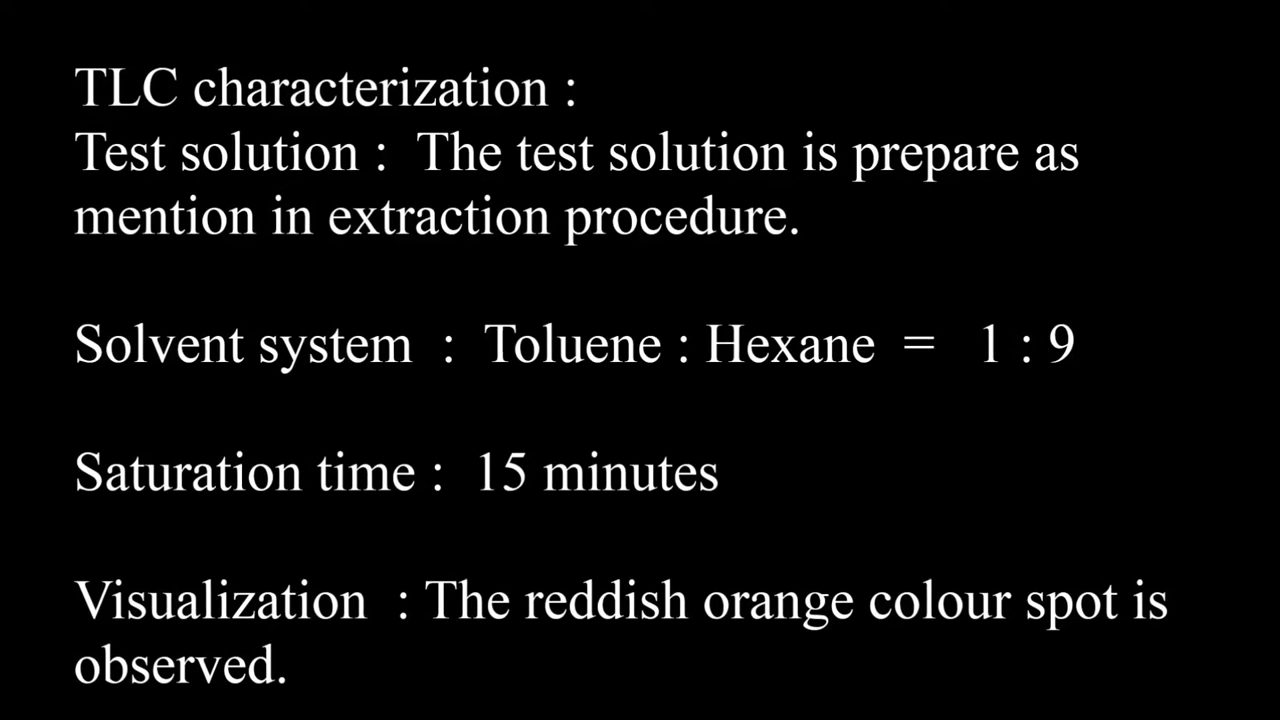 TLC characterization :
Test solution :  The test solution is prepare as
mention in extraction procedure.
Solvent system  :  Toluene : Hexane  =   1 : 9
Saturation time :  15 minutes
Visualization  : The reddish orange colour spot is
observed.